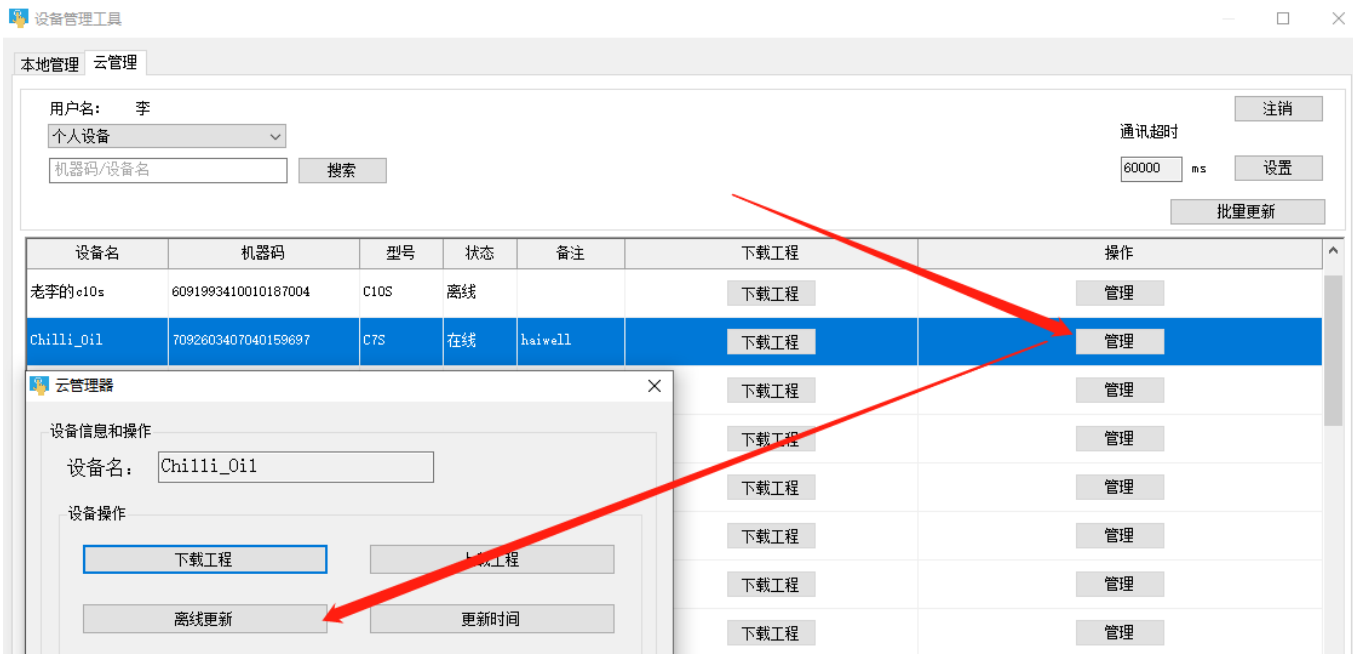 设备管理工具
本地管理 云管理
用户名： 李 注销
个人设备 通讯超时
机器码/设备名 搜索 60000 ms 设置
批量更新
设备名 机器码 型号 状态 备注 下载工程 操作
老李的c10s 6091993410010187004 C10S 离线 下载工程 管理
Chilli_Oil 7092603407040159697 C7S 在线 haiwell 下载工程 管理
云管理器 下载工程 管理
设备信息和操作 下载工程 管理
设备名： Chilli_Oil 下载工程 管理
设备操作 下载工程 管理
下载工程 上载工程 下载工程 管理
离线更新 更新时间 下载工程 管理